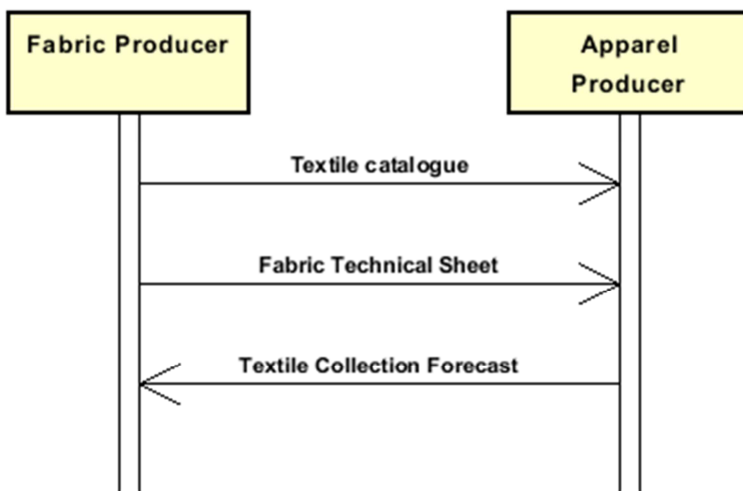 Fabric Producer
Apparel
Producer
Textile catalogue
Fabric Technical Sheet
Textile Collection Forecast